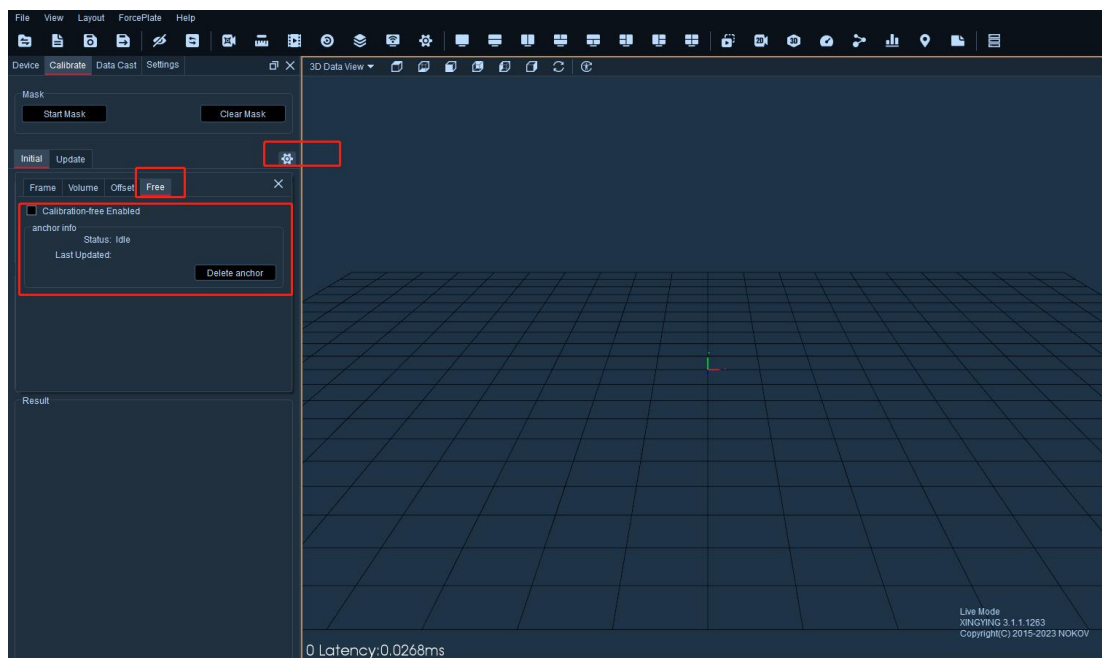 File View Layout ForcePlate Help
2D 3D
Device Calibrate Data Cast Settings
3D Data View
Mask
Start Mask Clear Mask
Initial Update
Frame Volume Offset Free
Calibration-free Enabled
anchor info
Status: Idle
Last Updated:
Delete anchor
Result
Live Mode
XINGYING 3.1.1.1263
Copyright(C) 2015-2023 NOKOV
0 Latency:0.0268ms